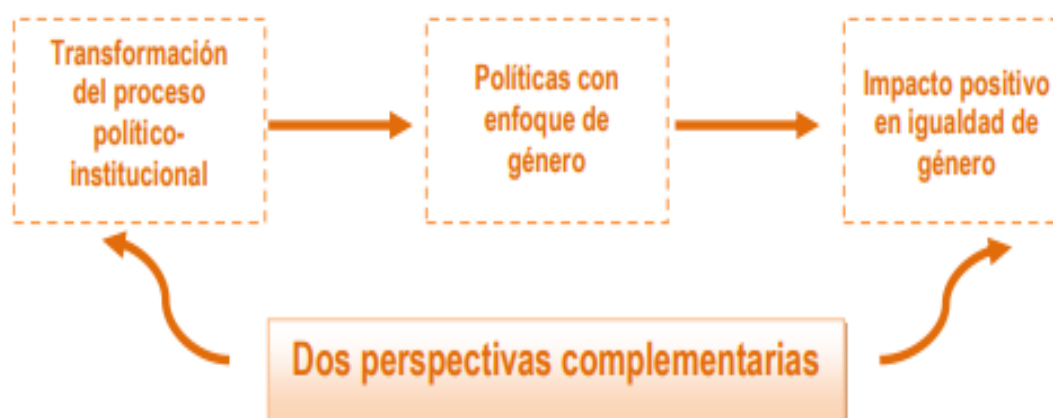 Transformación
del proceso
político-
institucional
Políticas con
enfoque de
género
Impacto positivo
en igualdad de
género
Dos perspectivas complementarias